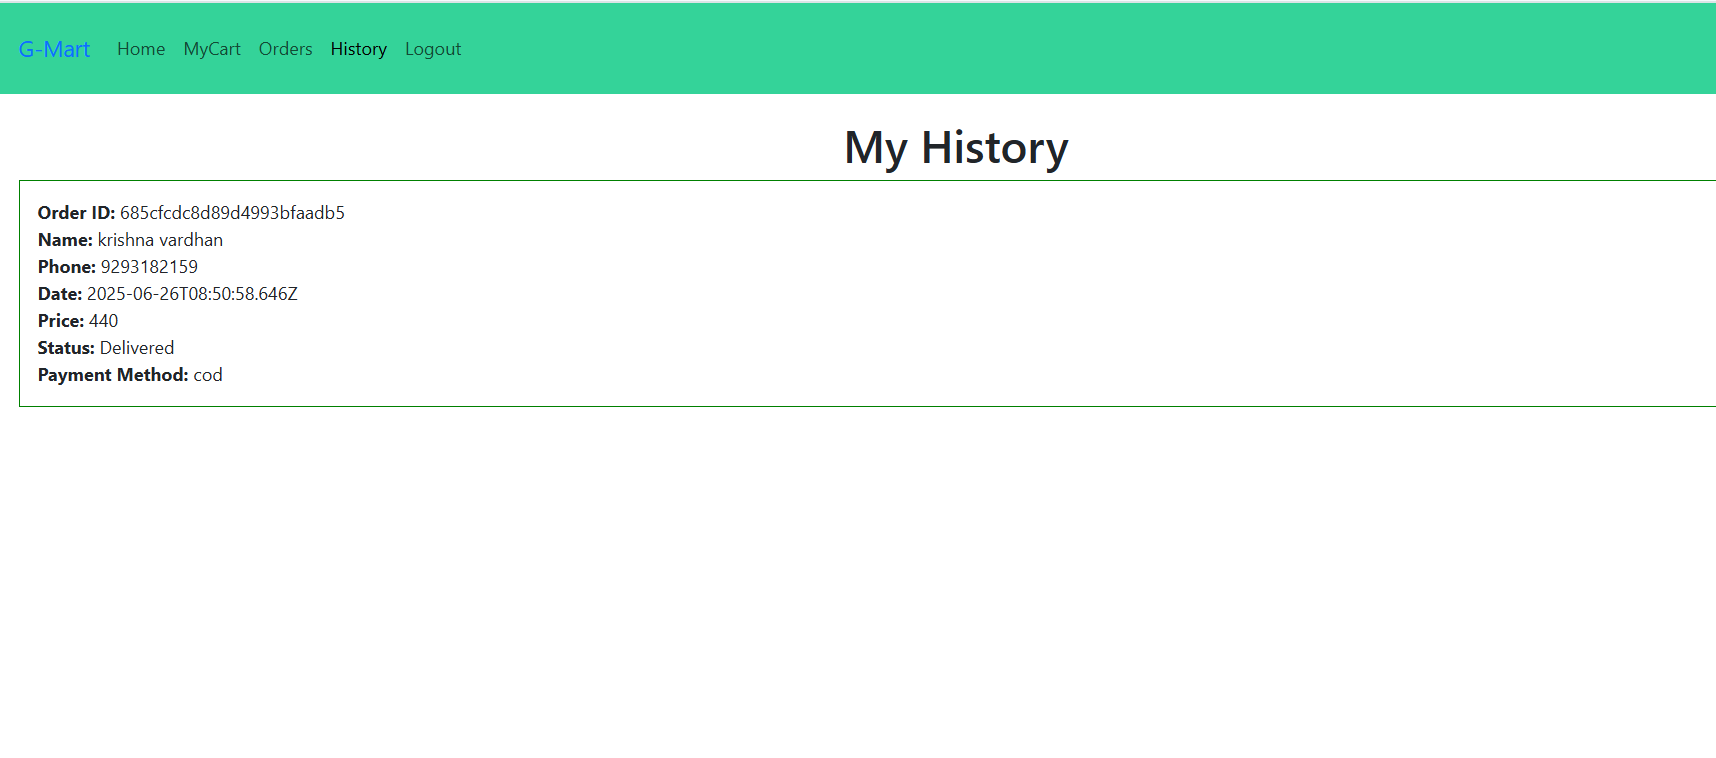 G-Mart Home MyCart Orders History Logout
My History
Order ID: 685cfcdc8d89d4993bfaadb5
Name: krishna vardhan
Phone: 9293182159
Date: 2025-06-26T08:50:58.646Z
Price: 440
Status: Delivered
Payment Method: cod